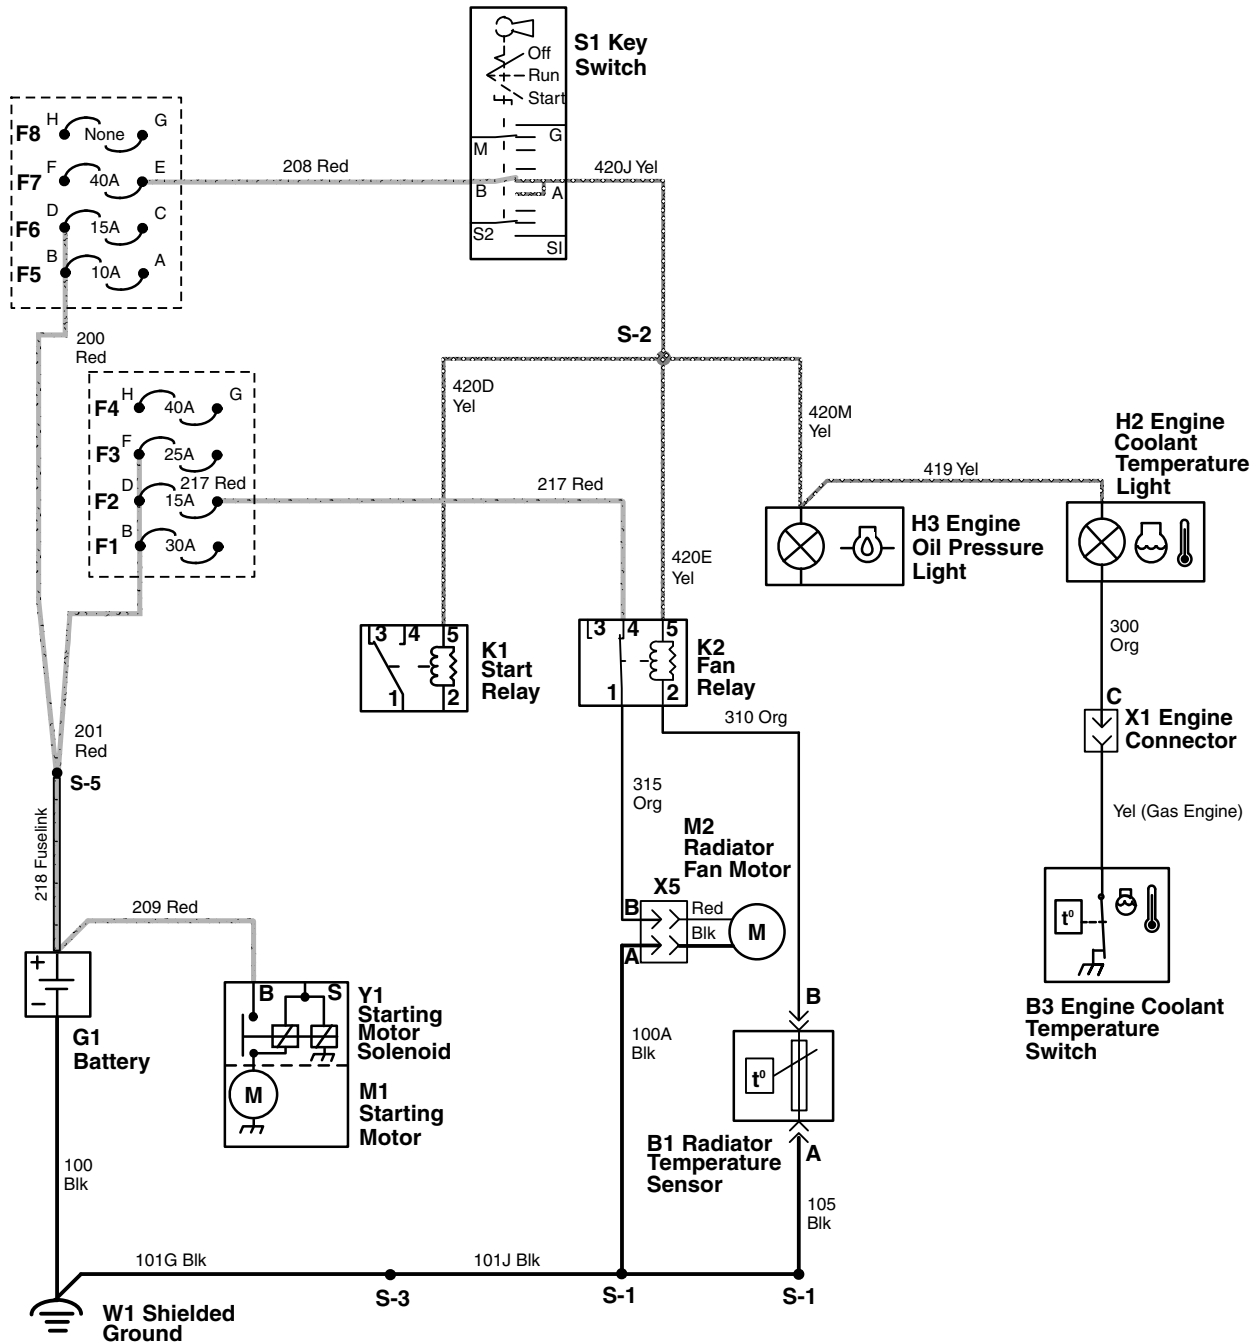 S1 Key
Switch
Off
Run
Start
G
M
B
A
S2
SI
208 Red
420J Yel
F8
H
None
G
F7
F
40A
E
F6
D
15A
C
F5
B
10A
A
200
Red
S-2
F4
H
40A
G
F3
F
25A
F2
D
15A
217 Red
F1
B
30A
217 Red
420D
Yel
420M
Yel
420E
Yel
419 Yel
H2 Engine
Coolant
Temperature
Light
H3 Engine
Oil Pressure
Light
3
4
5
1
2
K1
Start
Relay
3
4
5
1
2
K2
Fan
Relay
300
Org
C
X1 Engine
Connector
Yel (Gas Engine)
310 Org
315
Org
201
Red
S-5
218 Fuselink
209 Red
M2
Radiator
Fan Motor
X5
B
Red
Blk
A
M
t⁰
B3 Engine Coolant
Temperature
Switch
+
−
G1
Battery
B
S
Y1
Starting
Motor
Solenoid
M
M1
Starting
Motor
100A
Blk
B
t⁰
A
B1 Radiator
Temperature
Sensor
105
Blk
100
Blk
101G Blk
101J Blk
S-3
S-1
S-1
W1 Shielded
Ground